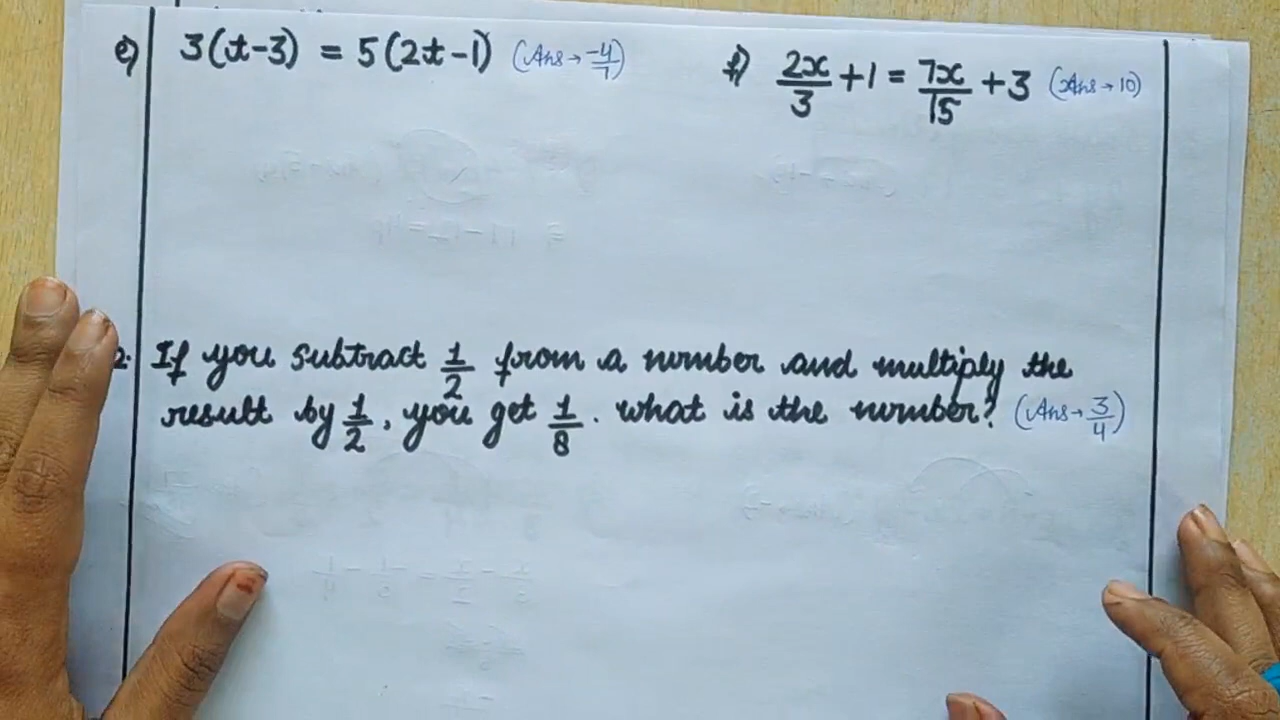 e) 3(t-3) = 5(2t-1) (Ans→ -4/7)
f) 2x/3 + 1 = 7x/15 + 3 (Ans→10)
2. If you subtract 1/2 from a number and multiply the
result by 1/2, you get 1/8. what is the number? (Ans→ 3/4)